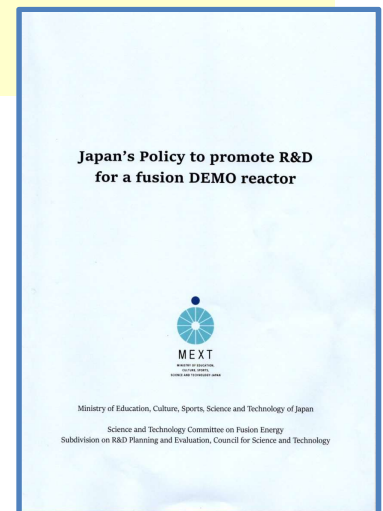 Japan's Policy to promote R&D
for a fusion DEMO reactor
MEXT
MINISTRY OF EDUCATION,
CULTURE, SPORTS,
SCIENCE AND TECHNOLOGY-JAPAN
Ministry of Education, Culture, Sports, Science and Technology of Japan
Science and Technology Committee on Fusion Energy
Subdivision on R&D Planning and Evaluation, Council for Science and Technology